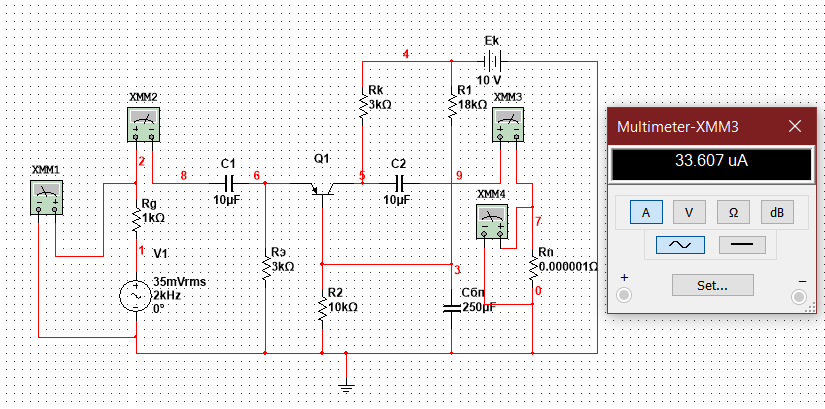 4
Ek
10 V
Rk
3kΩ
R1
18kΩ
XMM2
XMM3
XMM1
2
8
C1
10µF
6
Q1
5
C2
10µF
9
XMM4
Rg
1kΩ
7
1
V1
35mVrms
2kHz
0°
Rэ
3kΩ
R2
10kΩ
3
Сбп
250µF
Rn
0.000001Ω
0
Multimeter-XMM3
33.607 uA
A
V
Ω
dB
+
Set...
−